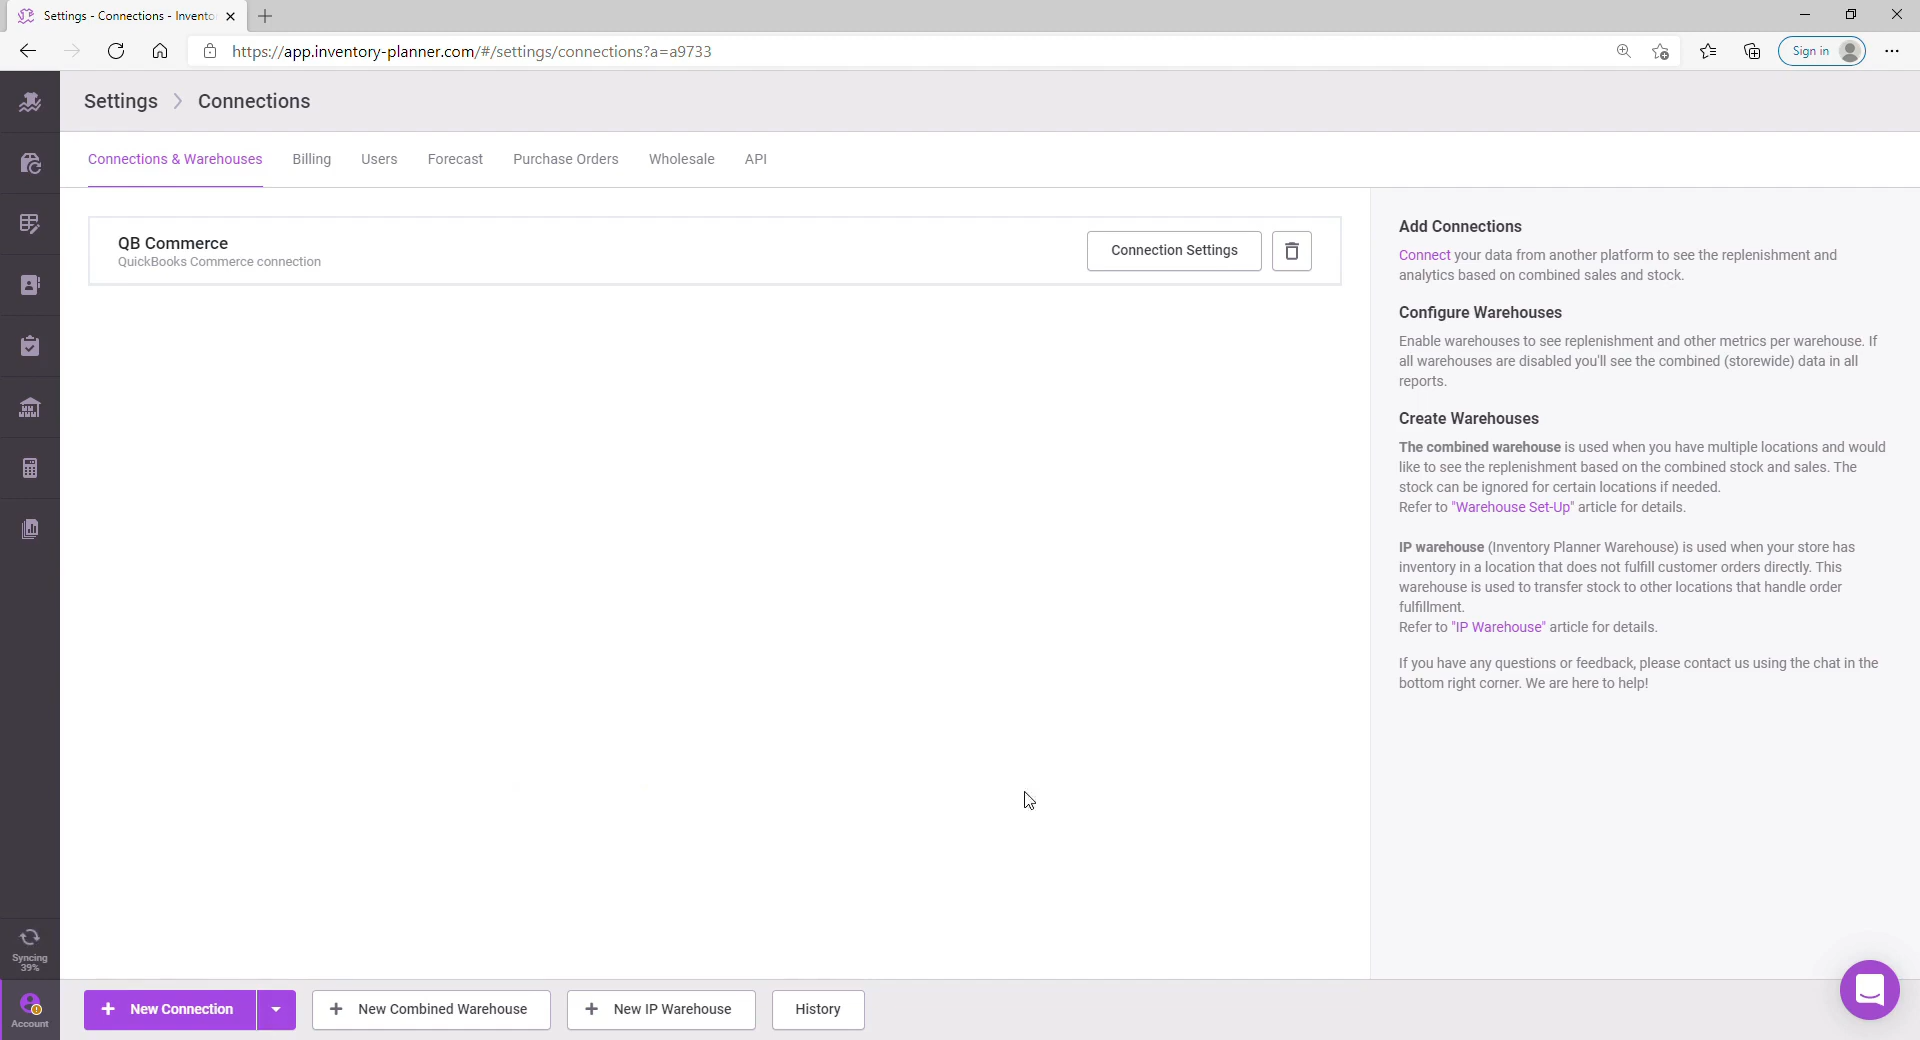 Settings - Connections - Invento
https://app.inventory-planner.com/#/settings/connections?a=a9733
Sign in
Settings > Connections
Connections & Warehouses
Billing
Users
Forecast
Purchase Orders
Wholesale
API
QB Commerce
QuickBooks Commerce connection
Connection Settings
Add Connections
Connect your data from another platform to see the replenishment and
analytics based on combined sales and stock.
Configure Warehouses
Enable warehouses to see replenishment and other metrics per warehouse. If
all warehouses are disabled you'll see the combined (storewide) data in all
reports.
Create Warehouses
The combined warehouse is used when you have multiple locations and would
like to see the replenishment based on the combined stock and sales. The
stock can be ignored for certain locations if needed.
Refer to "Warehouse Set-Up" article for details.
IP warehouse (Inventory Planner Warehouse) is used when your store has
inventory in a location that does not fulfill customer orders directly. This
warehouse is used to transfer stock to other locations that handle order
fulfillment.
Refer to "IP Warehouse" article for details.
If you have any questions or feedback, please contact us using the chat in the
bottom right corner. We are here to help!
Syncing
39%
Account
+ New Connection
+ New Combined Warehouse
+ New IP Warehouse
History